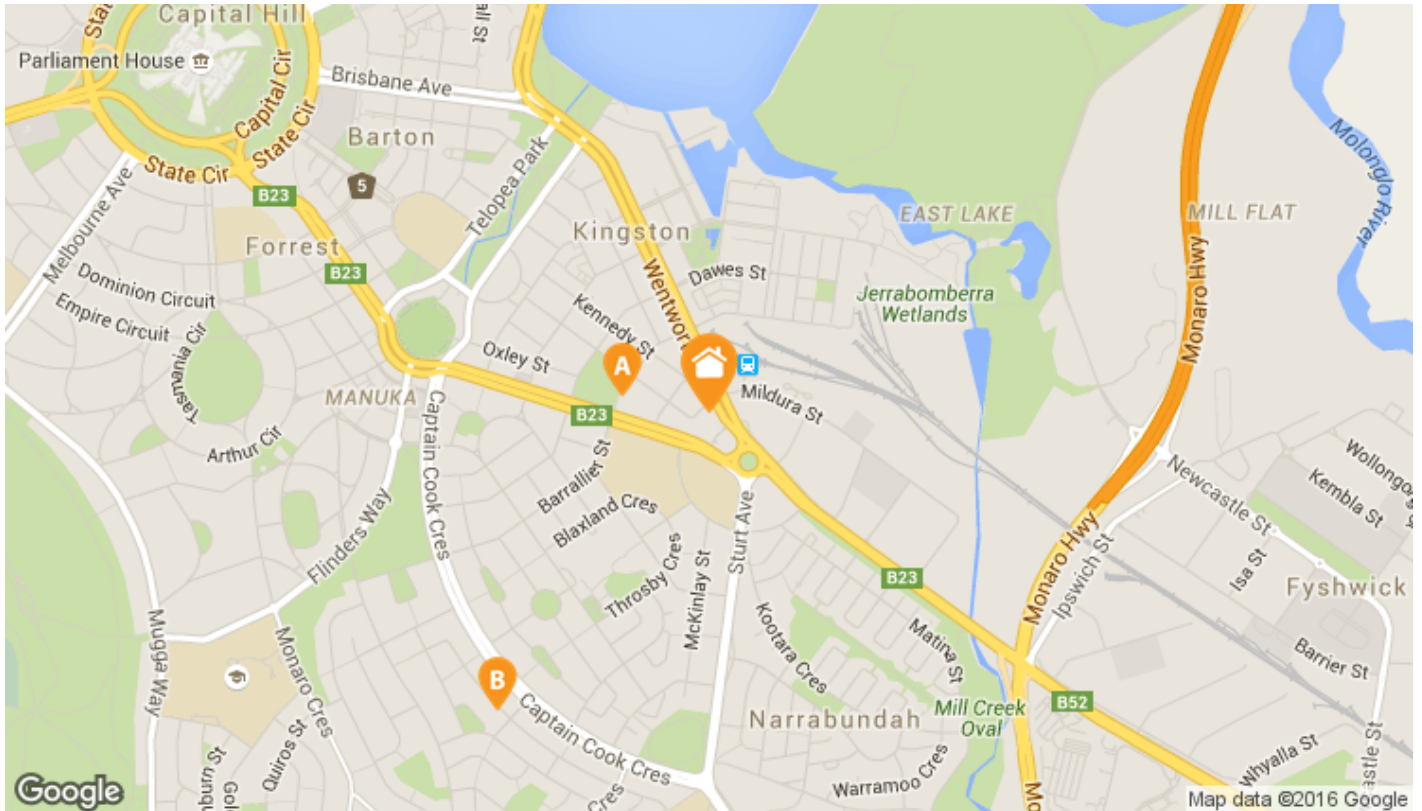 Capital Hill
Parliament House
State Cir
Capital Cir
State Cir
State Cir
Brisbane Ave
Barton
5
B23
Melbourne Ave
Forrest
B23
Telopea Park
Kingston
EAST LAKE
MILL FLAT
Molonglo River
Monaro Hwy
Dawes St
Jerrabomberra
Wetlands
Dominion Circuit
Empire Circuit
Tasmania Cir
Arthur Cir
Kennedy St
Oxley St
MANUKA
A
B23
Mildura St
Captain Cook Cres
Flinders Way
Barrallier St
Blaxland Cres
Throsby Cres
McKinlay St
Sturt Ave
B23
Kootara Cres
Matina St
Monaro Hwy
Ipswich St
Newcastle St
Kembla St
Isa St
Fyshwick
Barrier St
B52
Mugga Way
Monaro Cres
Quiros St
B
Captain Cook Cres
Narrabundah
Mill Creek
Oval
Warramoo Cres
Whyalla St
Google
Map data ©2016 Google